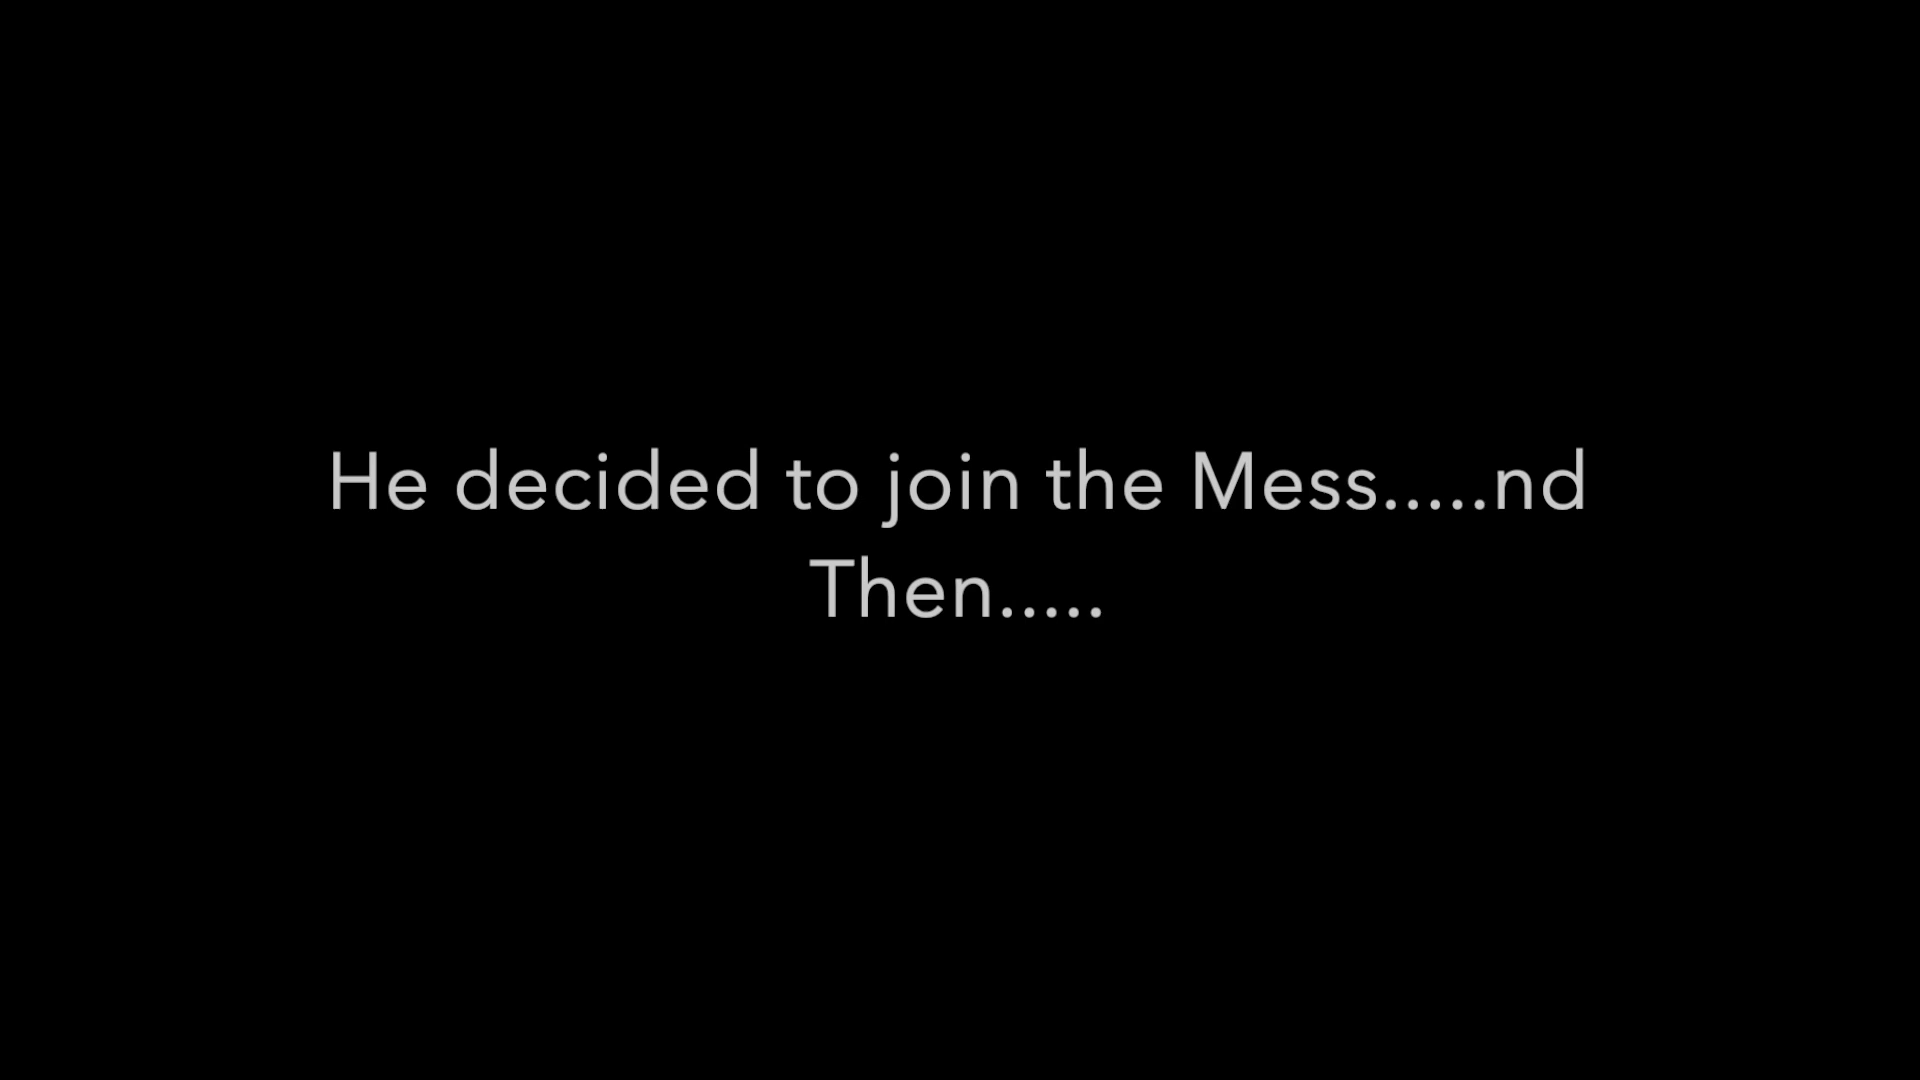 He decided to join the Mess.....nd
Then.....